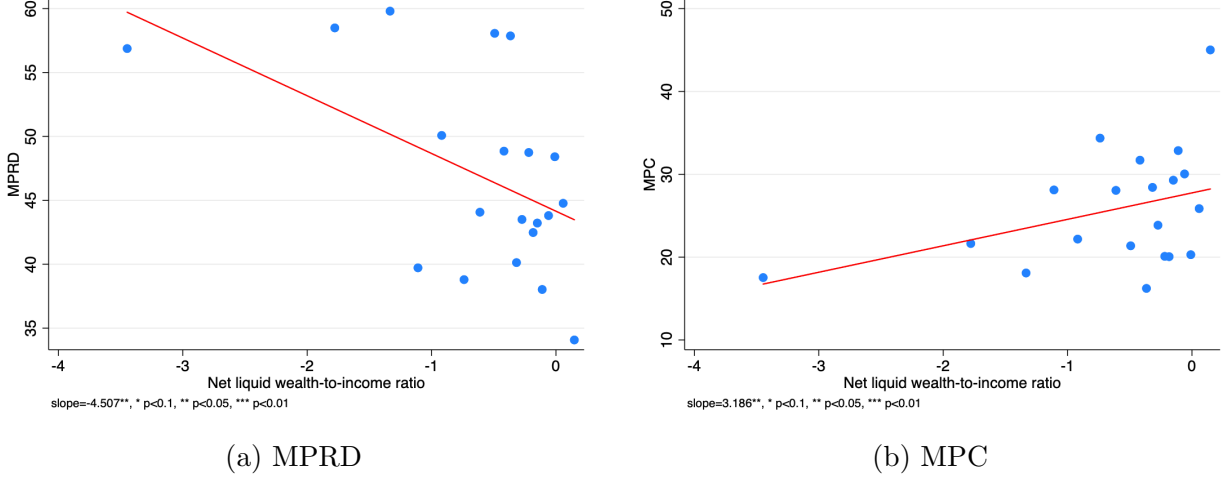 60
55
50
45
40
35
MPRD
-4 -3 -2 -1 0
Net liquid wealth-to-income ratio
slope=-4.507**, * p<0.1, ** p<0.05, *** p<0.01
(a) MPRD
50
40
30
20
10
MPC
-4 -3 -2 -1 0
Net liquid wealth-to-income ratio
slope=3.186**, * p<0.1, ** p<0.05, *** p<0.01
(b) MPC